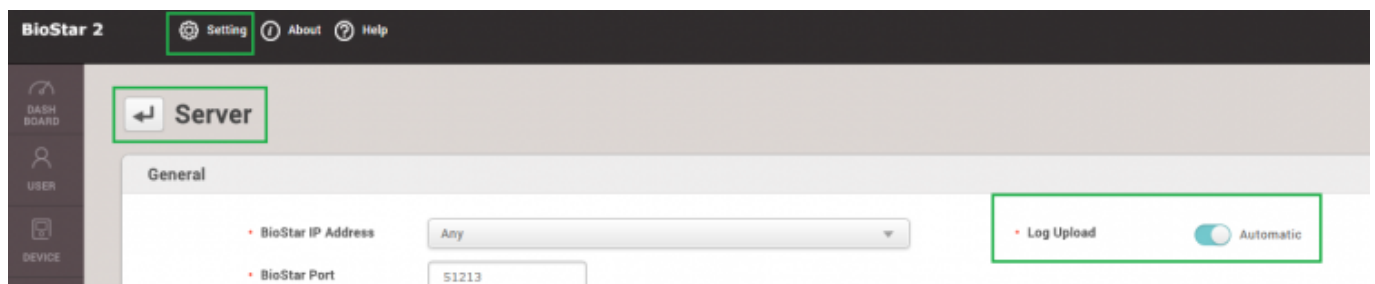 BioStar 2 Setting About Help
DASH
BOARD
Server
USER
General
DEVICE
• BioStar IP Address Any • Log Upload Automatic
• BioStar Port 51213